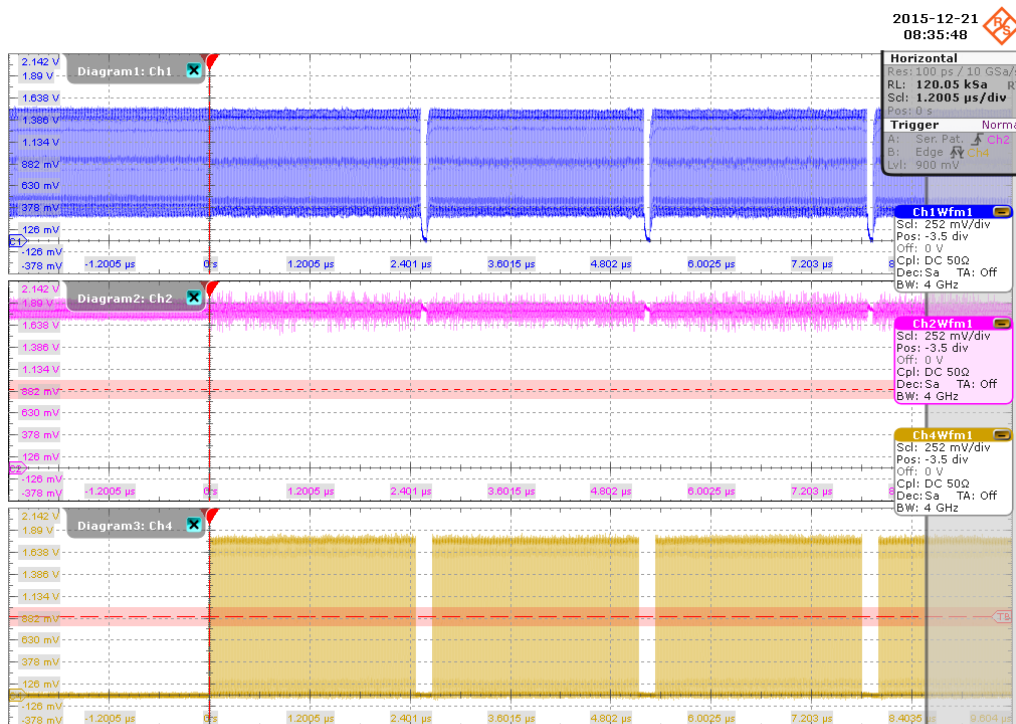 2015-12-21
08:35:48
R&S
Horizontal
Res: 100 ps / 10 GSa/s
RL: 120.05 kSa
Scl: 1.2005 µs/div
Pos: 0 s
Trigger Norma
A: Ser. Pat. Ch2
B: Edge Ch4
Lvl: 900 mV
Diagram1: Ch1
2.142 V
1.89 V
1.638 V
1.386 V
1.134 V
882 mV
630 mV
378 mV
126 mV
C1
-126 mV
-378 mV
-1.2005 µs 0 s 1.2005 µs 2.401 µs 3.6015 µs 4.802 µs 6.0025 µs 7.203 µs
Ch1Wfm1
Scl: 252 mV/div
Pos: -3.5 div
Off: 0 V
Cpl: DC 50Ω
Dec:Sa TA: Off
BW: 4 GHz
Diagram2: Ch2
2.142 V
1.89 V
1.638 V
1.386 V
1.134 V
882 mV
630 mV
378 mV
126 mV
C2
-126 mV
-378 mV
-1.2005 µs 0 s 1.2005 µs 2.401 µs 3.6015 µs 4.802 µs 6.0025 µs 7.203 µs
Ch2Wfm1
Scl: 252 mV/div
Pos: -3.5 div
Off: 0 V
Cpl: DC 50Ω
Dec:Sa TA: Off
BW: 4 GHz
Ch4Wfm1
Scl: 252 mV/div
Pos: -3.5 div
Off: 0 V
Cpl: DC 50Ω
Dec:Sa TA: Off
BW: 4 GHz
Diagram3: Ch4
2.142 V
1.89 V
1.638 V
1.386 V
1.134 V
882 mV
TB
630 mV
378 mV
126 mV
-126 mV
-378 mV
-1.2005 µs 0 s 1.2005 µs 2.401 µs 3.6015 µs 4.802 µs 6.0025 µs 7.203 µs 8.4035 µs 9.604 µs